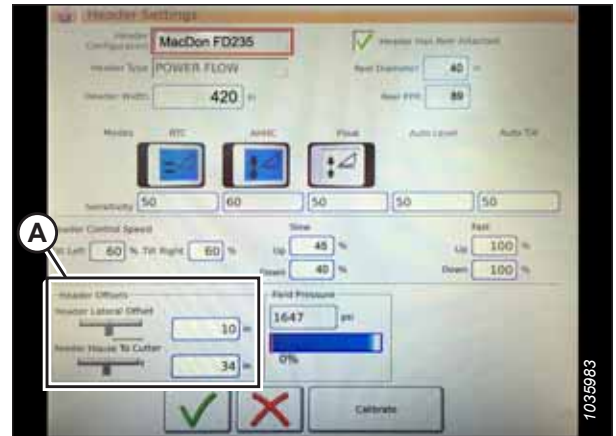 Header Settings
Header Configuration MacDon FD235 Header Has Reel Attached
Header Type POWER FLOW Reel Diameter 40 in
Header Width 420 in Reel PPR 89
Modes RTC AHHC Float Auto Level Auto Tilt
Sensitivity 50 60 50 50 50
Header Control Speed Slow Fast
Tilt Left 60 % Tilt Right 60 % Up 45 % Up 100 %
Down 40 % Down 100 %
A
Header Offsets Field Pressure
Header Lateral Offset 1647 psi
10 in
Feeder House To Cutter 0%
34 in
Calibrate
1035983